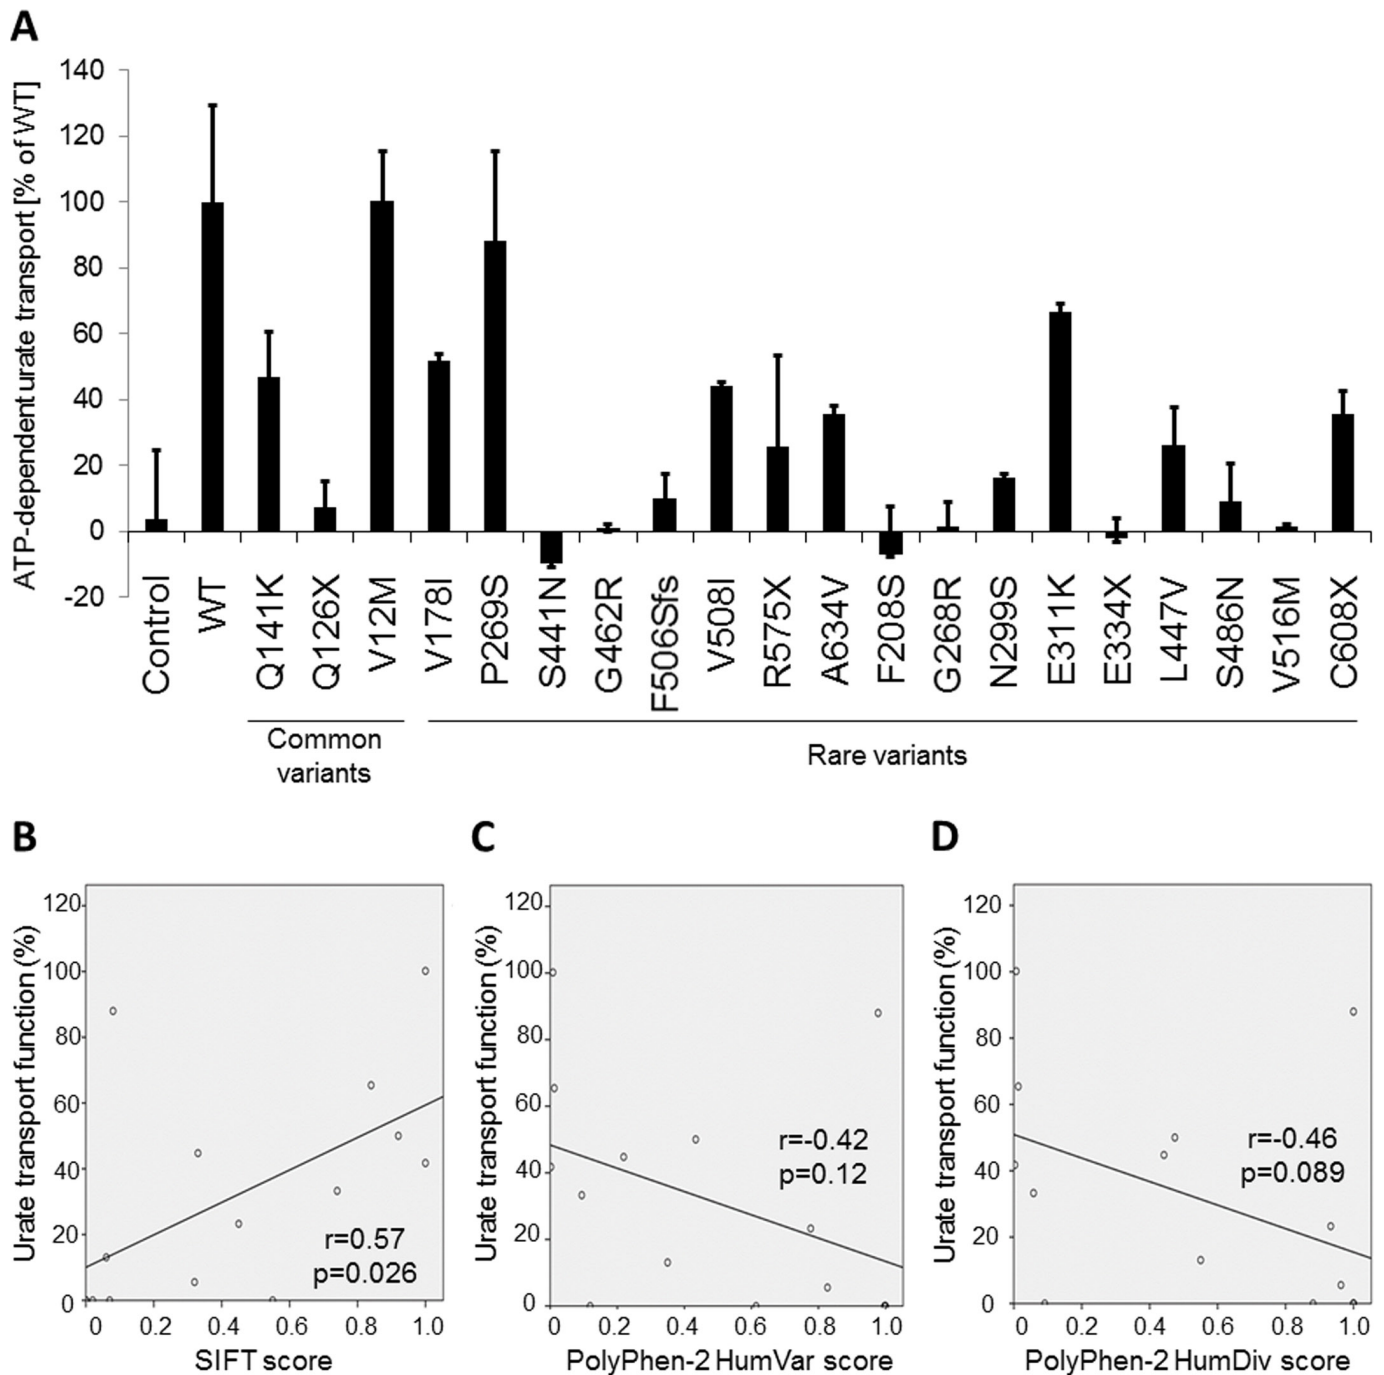 A
ATP-dependent urate transport [% of WT]
140
120
100
80
60
40
20
0
-20
Control
WT
Q141K
Q126X
V12M
V178I
P269S
S441N
G462R
F506Sfs
V508I
R575X
A634V
F208S
G268R
N299S
E311K
E334X
L447V
S486N
V516M
C608X
Common
variants
Rare variants
B
Urate transport function (%)
120
100
80
60
40
20
0
r=0.57
p=0.026
0 0.2 0.4 0.6 0.8 1.0
SIFT score
C
Urate transport function (%)
120
100
80
60
40
20
0
r=-0.42
p=0.12
0 0.2 0.4 0.6 0.8 1.0
PolyPhen-2 HumVar score
D
Urate transport function (%)
120
100
80
60
40
20
0
r=-0.46
p=0.089
0 0.2 0.4 0.6 0.8 1.0
PolyPhen-2 HumDiv score